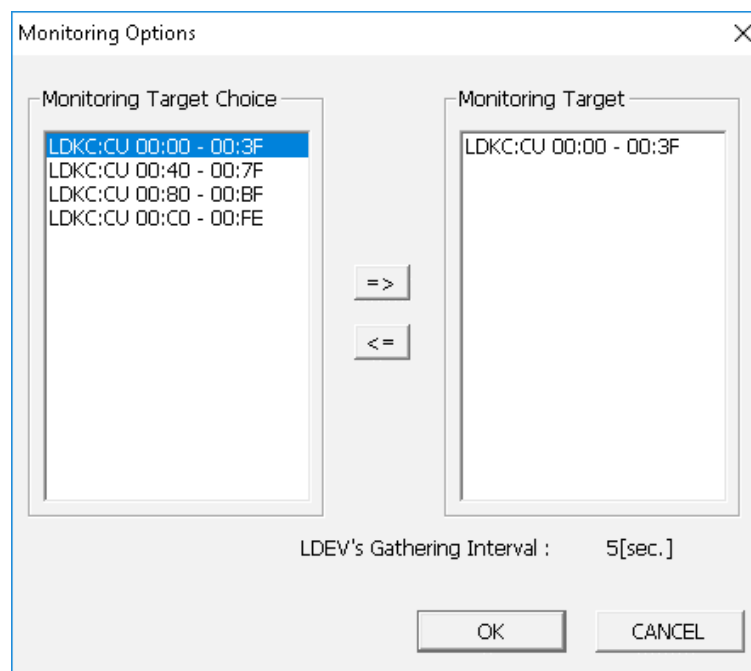 Monitoring Options
Monitoring Target Choice
LDKC:CU 00:00 - 00:3F
LDKC:CU 00:40 - 00:7F
LDKC:CU 00:80 - 00:BF
LDKC:CU 00:C0 - 00:FE
=>
<=
Monitoring Target
LDKC:CU 00:00 - 00:3F
LDEV's Gathering Interval : 5[sec.]
OK CANCEL